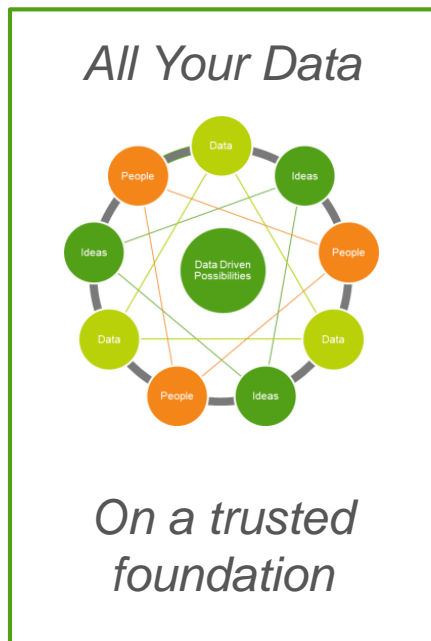 All Your Data
Data
People
Ideas
Ideas
People
Data Driven
Possibilities
Data
Data
People
Ideas
On a trusted
foundation